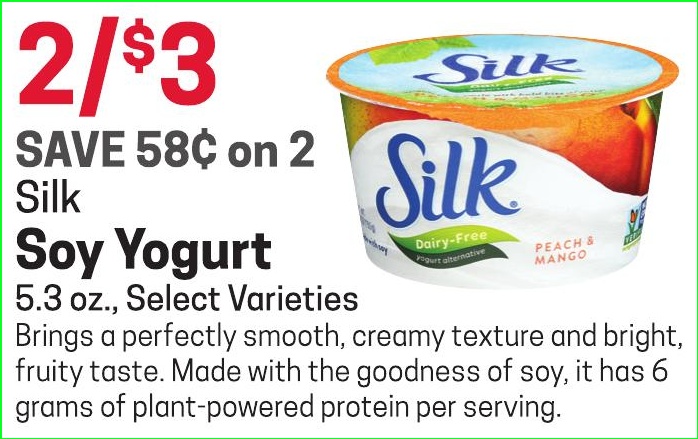 2/$3
SAVE 58¢ on 2
Silk
Soy Yogurt
5.3 oz., Select Varieties
Brings a perfectly smooth, creamy texture and bright,
fruity taste. Made with the goodness of soy, it has 6
grams of plant-powered protein per serving.
Silk
Dairy-Free
Silk
Dairy-Free
yogurt alternative
PEACH &
MANGO